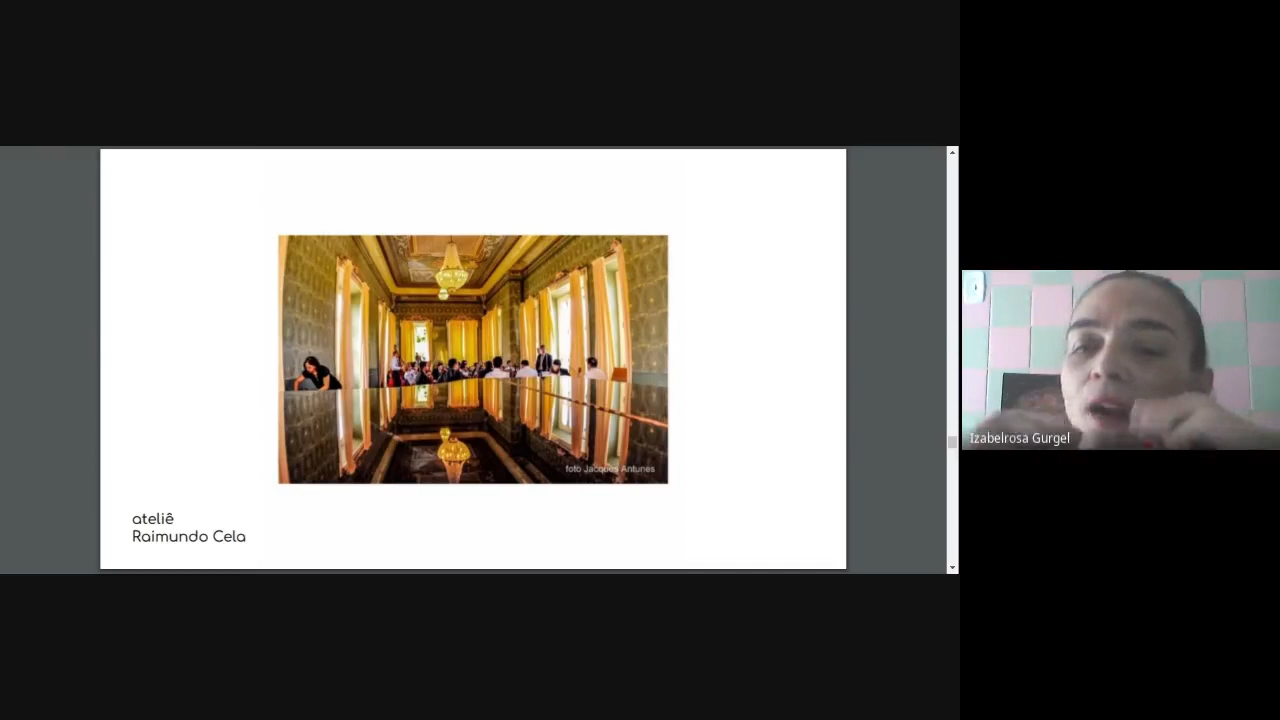 foto Jacques Antunes
ateliê
Raimundo Cela
Izabelrosa Gurgel